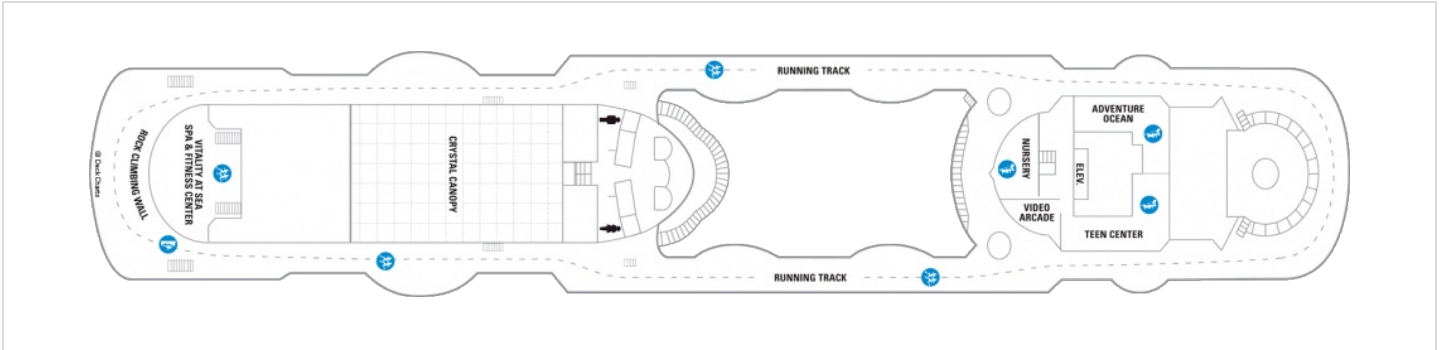 RUNNING TRACK
ADVENTURE
OCEAN
ROCK CLIMBING WALL
VITALITY AT SEA
SPA & FITNESS CENTER
CRYSTAL CANOPY
NURSERY
ELEV.
VIDEO
ARCADE
TEEN CENTER
RUNNING TRACK
@ Deck Charts